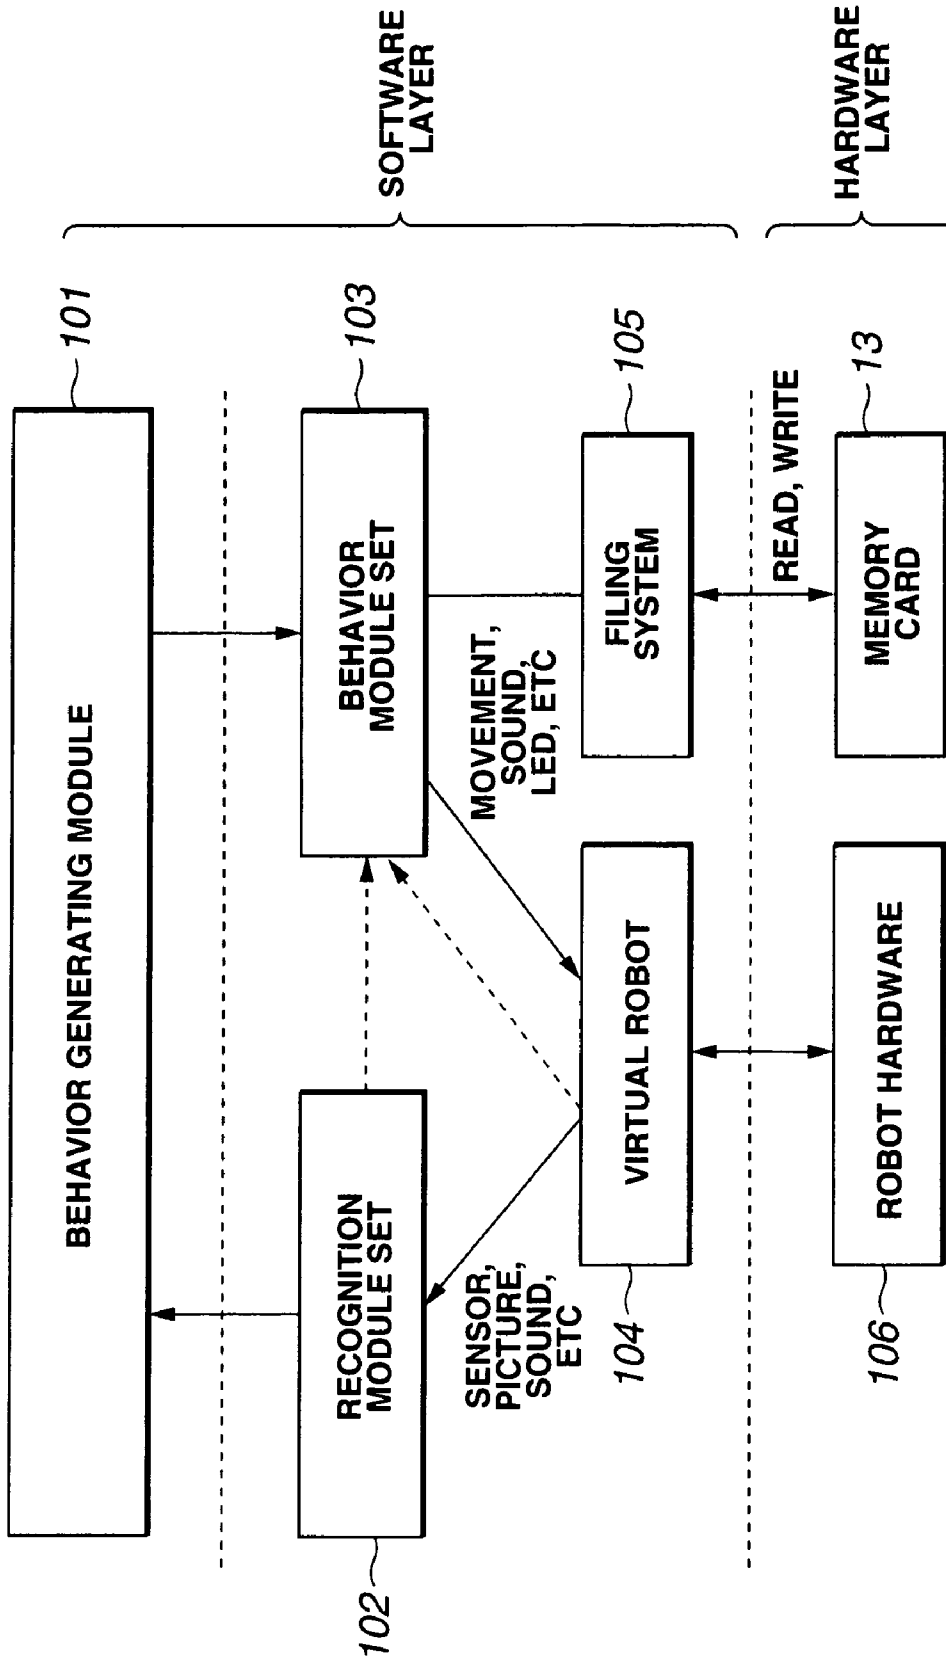 BEHAVIOR GENERATING MODULE
101
RECOGNITION
MODULE SET
102
BEHAVIOR
MODULE SET
103
SOFTWARE
LAYER
SENSOR,
PICTURE,
SOUND,
ETC
MOVEMENT,
SOUND,
LED, ETC
VIRTUAL ROBOT
104
FILING
SYSTEM
105
READ, WRITE
ROBOT HARDWARE
106
MEMORY
CARD
13
HARDWARE
LAYER